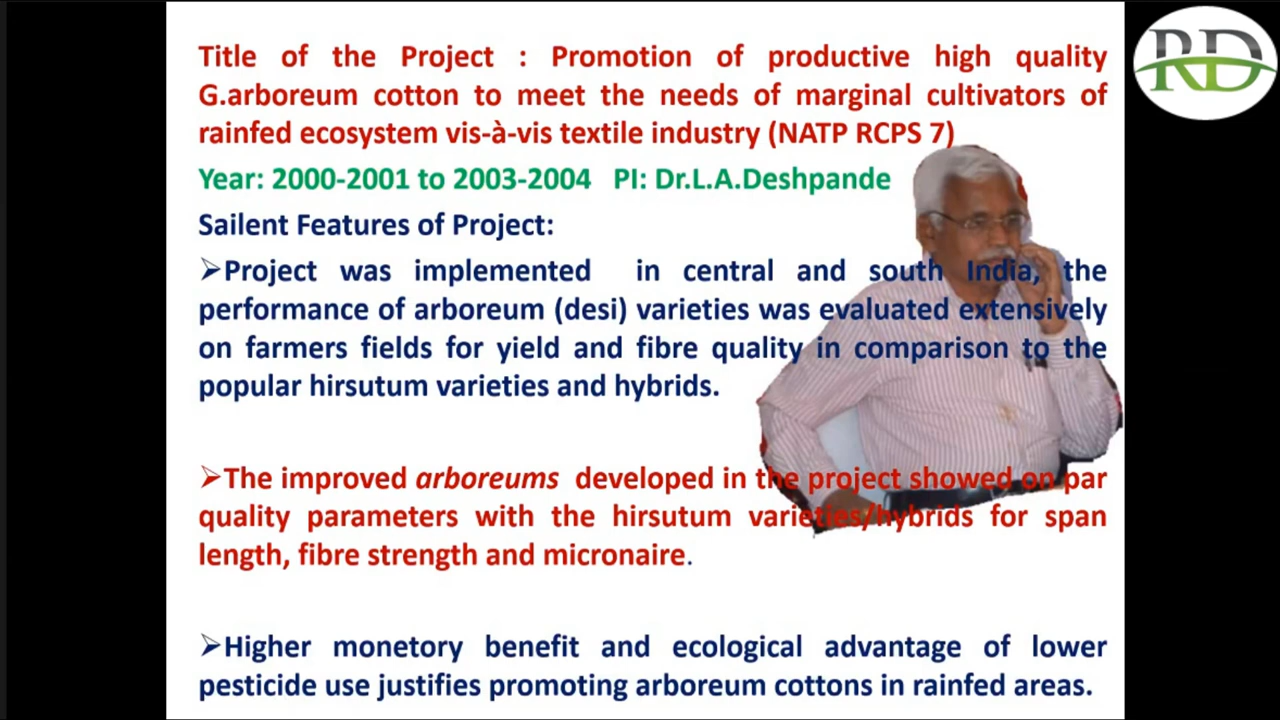 RD
Title of the Project : Promotion of productive high quality
G.arboreum cotton to meet the needs of marginal cultivators of
rainfed ecosystem vis-à-vis textile industry (NATP RCPS 7)
Year: 2000-2001 to 2003-2004 PI: Dr.L.A.Deshpande
Sailent Features of Project:
➢Project was implemented in central and south India, the
performance of arboreum (desi) varieties was evaluated extensively
on farmers fields for yield and fibre quality in comparison to the
popular hirsutum varieties and hybrids.
➢The improved arboreums developed in the project showed on par
quality parameters with the hirsutum varieties/hybrids for span
length, fibre strength and micronaire.
➢Higher monetory benefit and ecological advantage of lower
pesticide use justifies promoting arboreum cottons in rainfed areas.